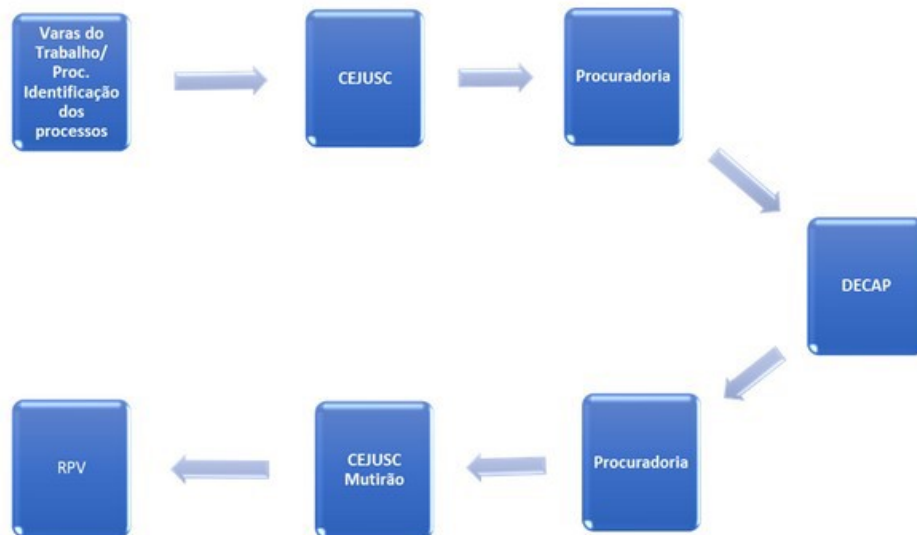 Varas do
Trabalho/
Proc.
Identificação
dos
processos
CEJUSC
Procuradoria
DECAP
Procuradoria
CEJUSC
Mutirão
RPV